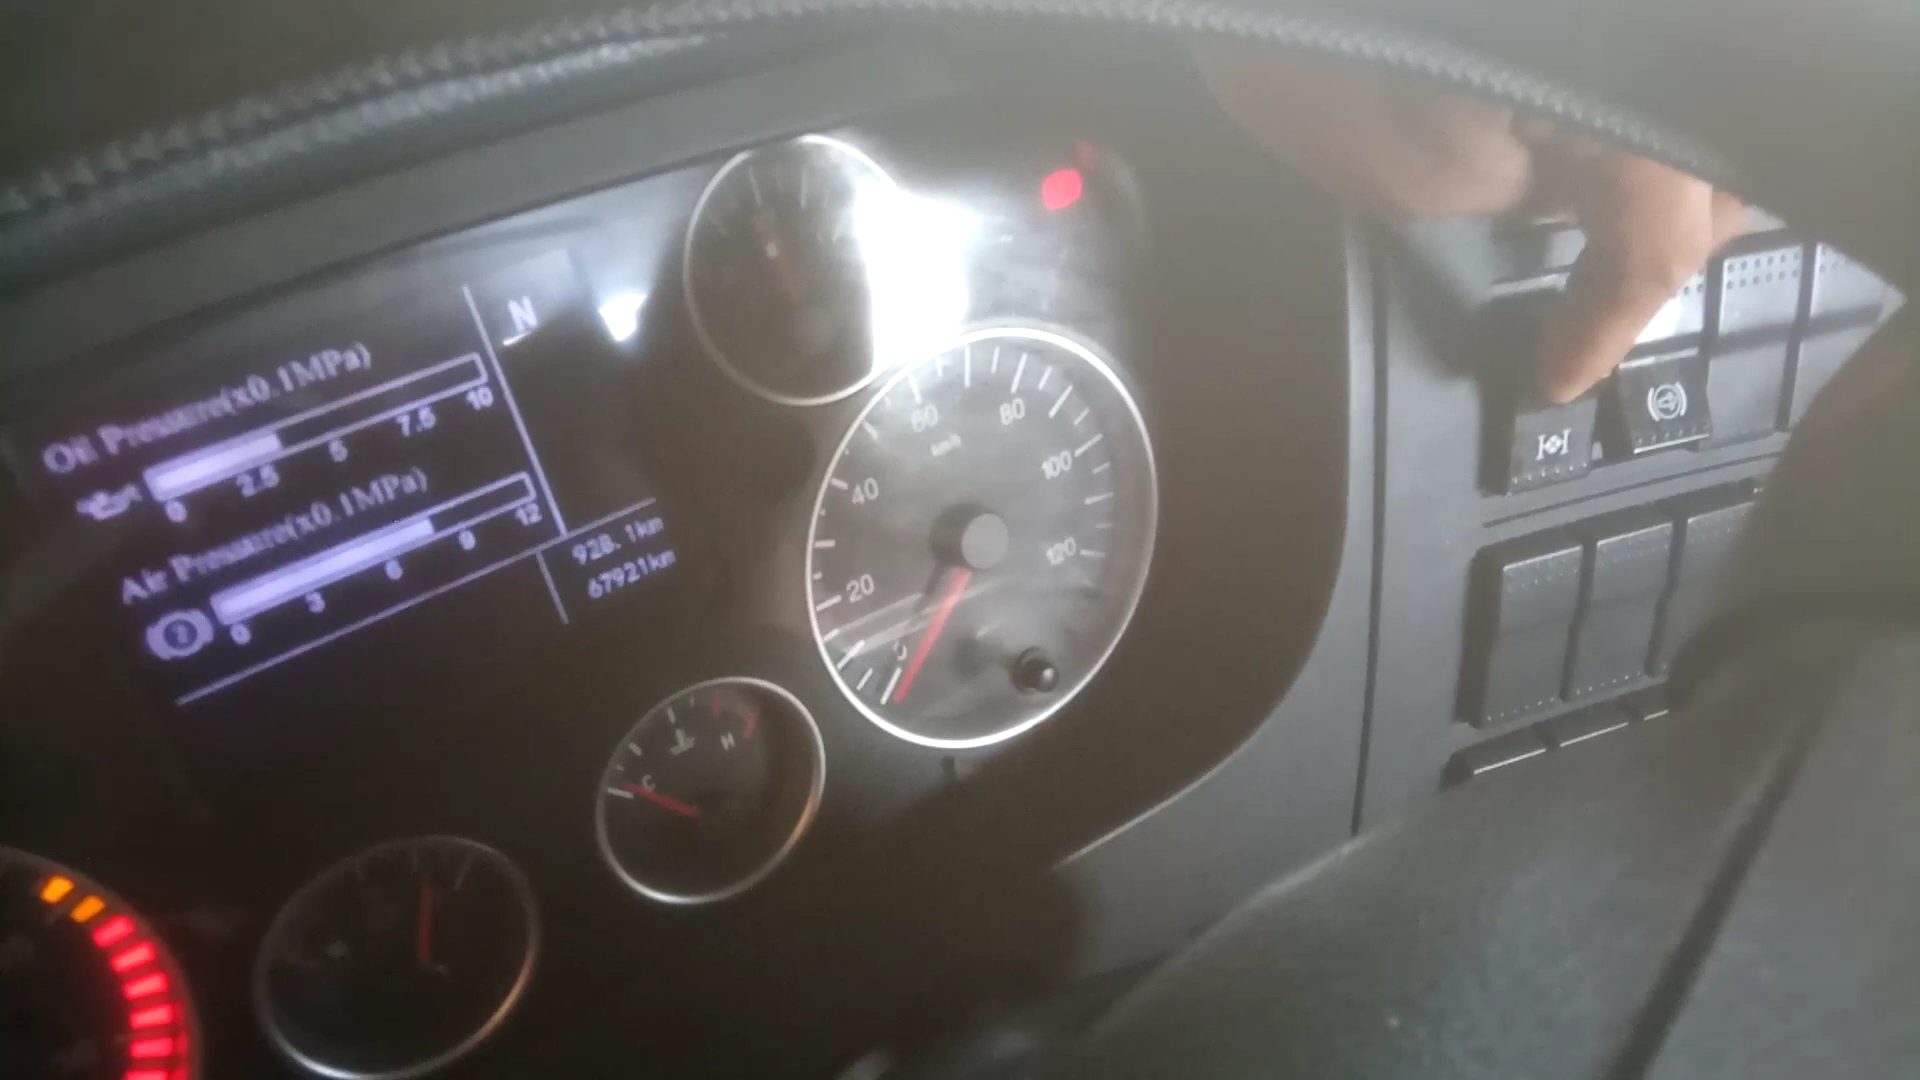 N
Oil Pressure(x0.1MPa)
0 2.5 5 7.5 10
Air Pressure(x0.1MPa)
0 3 6 9 12
928.1km
67921km
0 20 40 60 80 100 120
km/h
C H